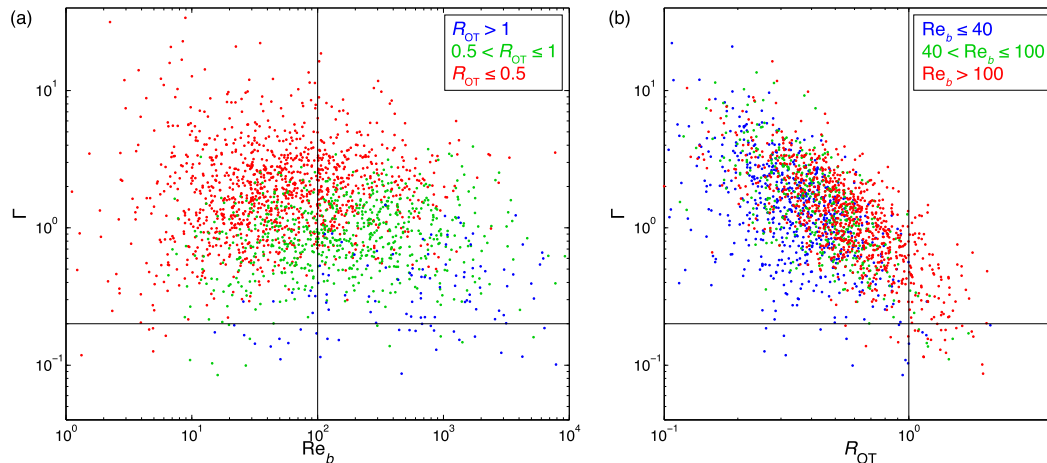 (a)
R_OT > 1
0.5 < R_OT ≤ 1
R_OT ≤ 0.5
10^1
10^0
10^-1
Γ
10^0 10^1 10^2 10^3 10^4
Re_b
(b)
Re_b ≤ 40
40 < Re_b ≤ 100
Re_b > 100
10^1
10^0
10^-1
Γ
10^-1 10^0
R_OT